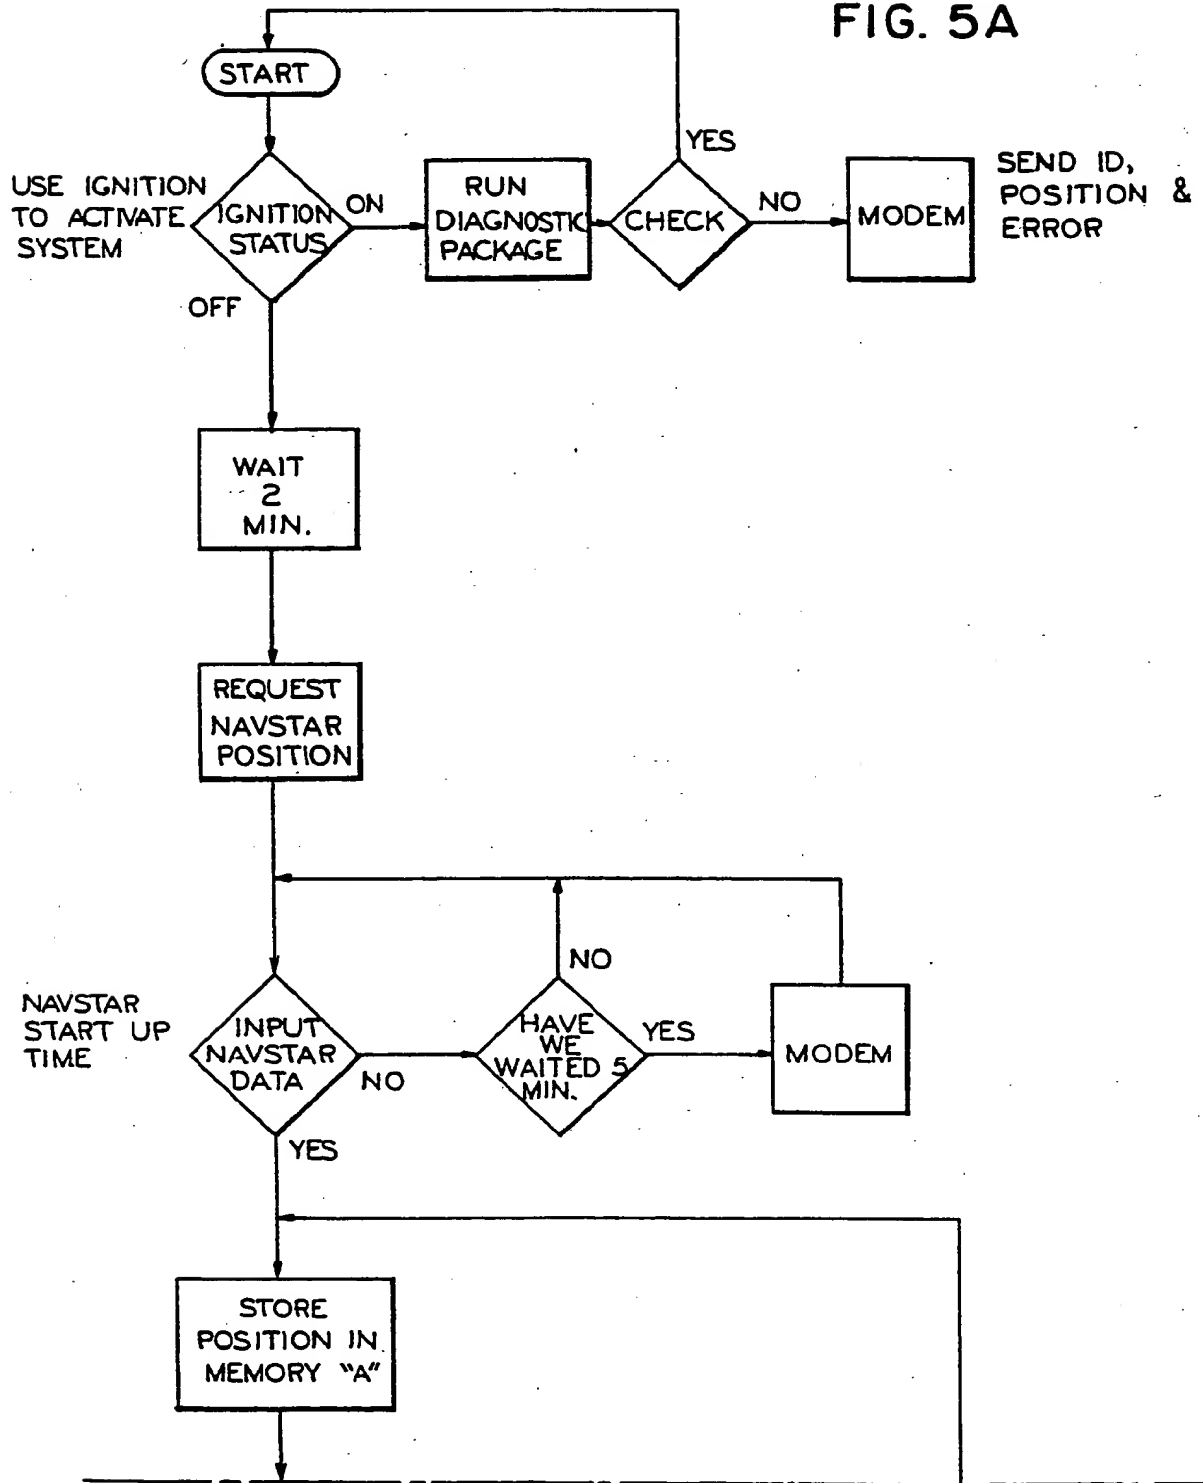 FIG. 5A
START
USE IGNITION
TO ACTIVATE
SYSTEM
IGNITION
STATUS
ON
OFF
RUN
DIAGNOSTIC
PACKAGE
CHECK
YES
NO
MODEM
SEND ID,
POSITION &
ERROR
WAIT
2
MIN.
REQUEST
NAVSTAR
POSITION
NAVSTAR
START UP
TIME
INPUT
NAVSTAR
DATA
NO
YES
HAVE
WE
WAITED 5
MIN.
NO
YES
MODEM
STORE
POSITION IN
MEMORY "A"